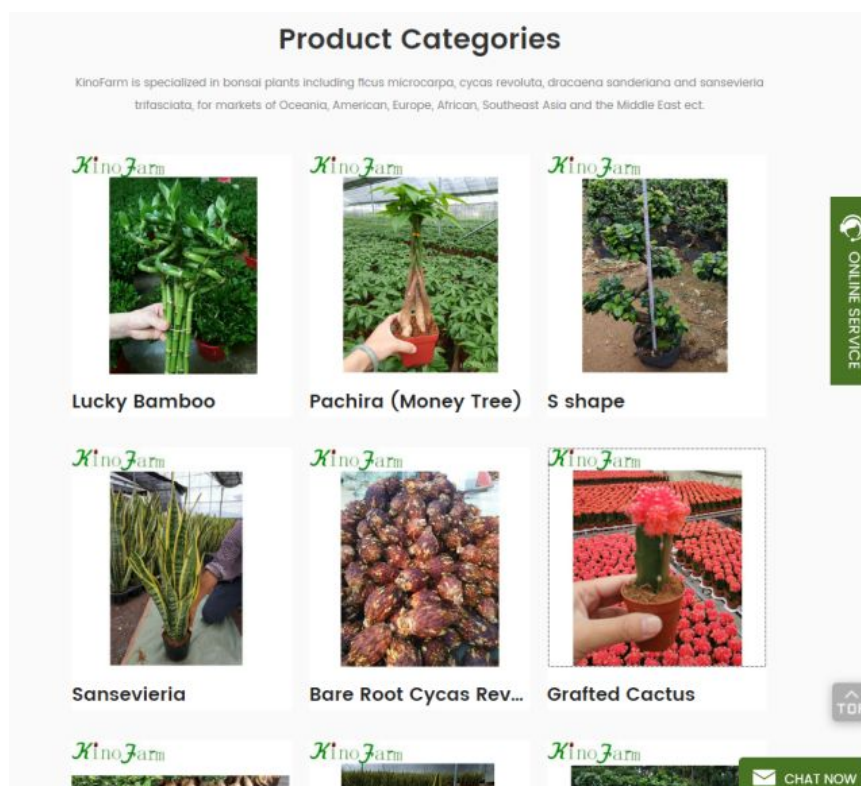 Product Categories
KinoFarm is specialized in bonsai plants including ficus microcarpa, cycas revoluta, dracaena sanderiana and sansevieria
trifasciata, for markets of Oceania, American, Europe, African, Southeast Asia and the Middle East ect.
KinoFarm
KinoFarm
KinoFarm
Lucky Bamboo
Pachira (Money Tree)
S shape
ONLINE SERVICE
KinoFarm
KinoFarm
KinoFarm
Sansevieria
Bare Root Cycas Rev...
Grafted Cactus
KinoFarm
KinoFarm
KinoFarm
CHAT NOW